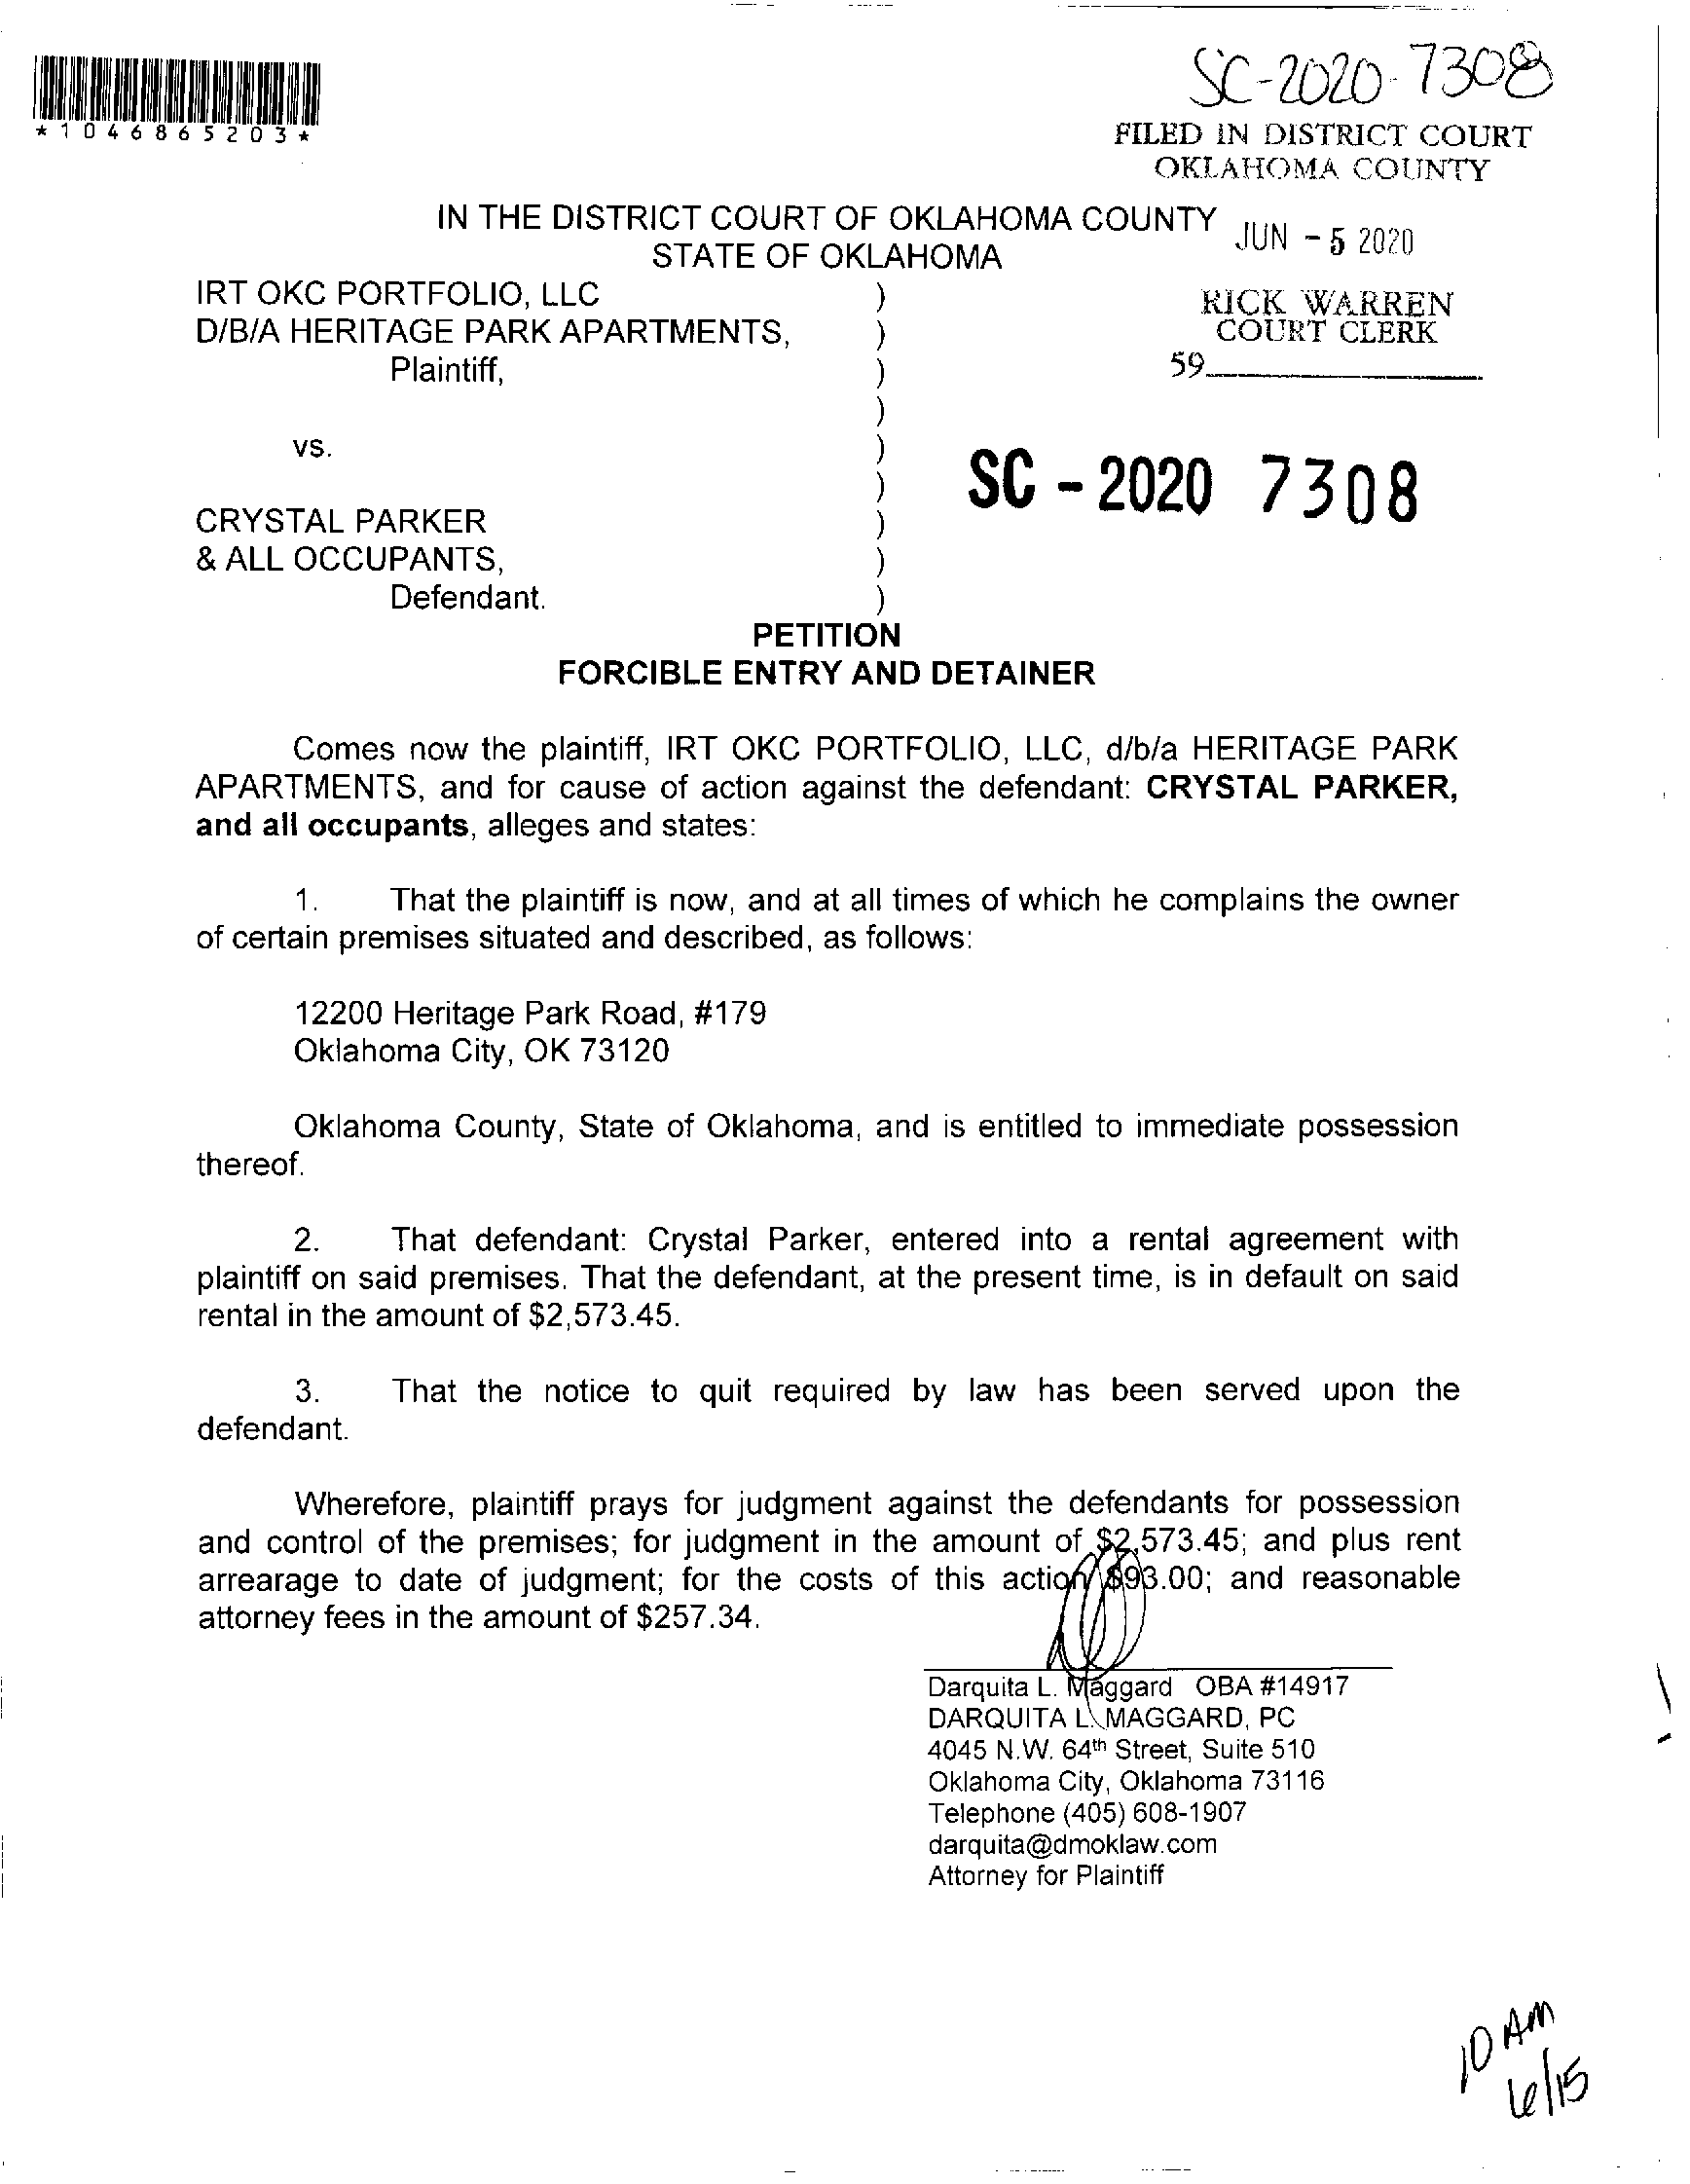 SC-2020-7308
*1046865203*
FILED IN DISTRICT COURT
OKLAHOMA COUNTY
IN THE DISTRICT COURT OF OKLAHOMA COUNTY
JUN - 5 2020
STATE OF OKLAHOMA
IRT OKC PORTFOLIO, LLC )
RICK WARREN
D/B/A HERITAGE PARK APARTMENTS, )
COURT CLERK
Plaintiff, )
59
)
vs. )
SC - 2020 7308
)
CRYSTAL PARKER )
& ALL OCCUPANTS, )
Defendant. )
PETITION
FORCIBLE ENTRY AND DETAINER
Comes now the plaintiff, IRT OKC PORTFOLIO, LLC, d/b/a HERITAGE PARK
APARTMENTS, and for cause of action against the defendant: CRYSTAL PARKER,
and all occupants, alleges and states:
1. That the plaintiff is now, and at all times of which he complains the owner
of certain premises situated and described, as follows:
12200 Heritage Park Road, #179
Oklahoma City, OK 73120
Oklahoma County, State of Oklahoma, and is entitled to immediate possession
thereof.
2. That defendant: Crystal Parker, entered into a rental agreement with
plaintiff on said premises. That the defendant, at the present time, is in default on said
rental in the amount of $2,573.45.
3. That the notice to quit required by law has been served upon the
defendant.
Wherefore, plaintiff prays for judgment against the defendants for possession
and control of the premises; for judgment in the amount of $2,573.45; and plus rent
arrearage to date of judgment; for the costs of this action $93.00; and reasonable
attorney fees in the amount of $257.34.
Darquita L. Maggard OBA #14917
DARQUITA L. MAGGARD, PC
4045 N.W. 64th Street, Suite 510
Oklahoma City, Oklahoma 73116
Telephone (405) 608-1907
darquita@dmoklaw.com
Attorney for Plaintiff
10 AM
6/15